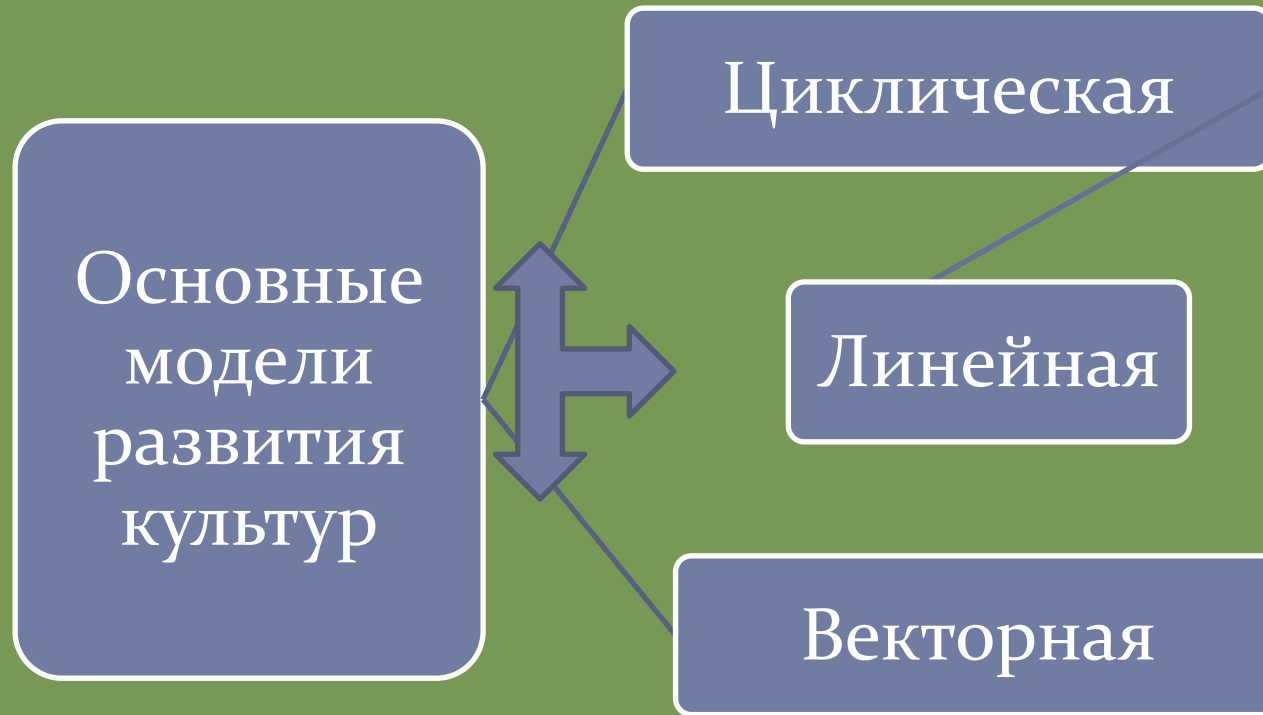 Основные
модели
развития
культур
Циклическая
Линейная
Векторная